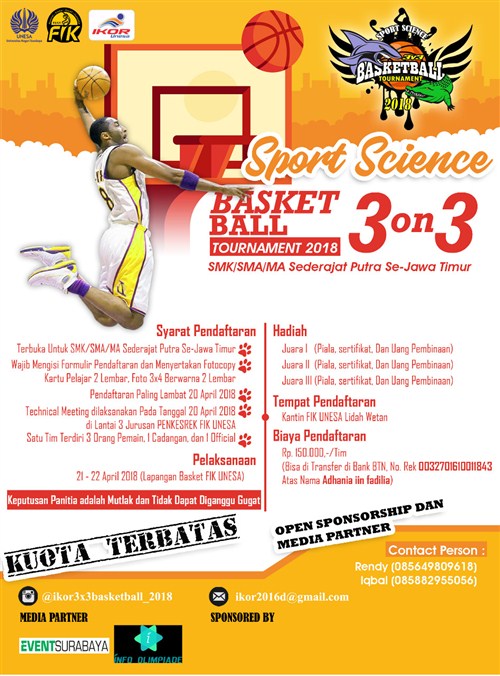 UNESA
Universitas Negeri Surabaya
FIK
IKOR
Unesa
SPORT SCIENCE
3v3
BASKETBALL
TOURNAMENT
2018
Sport Science
BASKET
BALL
3 on 3
TOURNAMENT 2018
SMK/SMA/MA Sederajat Putra Se-Jawa Timur
8
Syarat Pendaftaran
Terbuka Untuk SMK/SMA/MA Sederajat Putra Se-Jawa Timur
Wajib Mengisi Formulir Pendaftaran dan Menyertakan Fotocopy
Kartu Pelajar 2 Lembar, Foto 3x4 Berwarna 2 Lembar
Pendaftaran Paling Lambat 20 April 2018
Technical Meeting dilaksanakan Pada Tanggal 20 April 2018
di Lantai 3 Jurusan PENKESREK FIK UNESA
Satu Tim Terdiri 3 Orang Pemain, 1 Cadangan, dan 1 Official
Pelaksanaan
21 - 22 April 2018 (Lapangan Basket FIK UNESA)
Keputusan Panitia adalah Mutlak dan Tidak Dapat Diganggu Gugat
Hadiah
Juara I (Piala, sertifikat, Dan Uang Pembinaan)
Juara II (Piala, sertifikat, Dan Uang Pembinaan)
Juara III (Piala, sertifikat, Dan Uang Pembinaan)
Tempat Pendaftaran
Kantin FIK UNESA Lidah Wetan
Biaya Pendaftaran
Rp. 150.000,-/Tim
(Bisa di Transfer di Bank BTN, No. Rek 0032701610011843
Atas Nama Adhania iin fadilia)
KUOTA TERBATAS
OPEN SPONSORSHIP DAN
MEDIA PARTNER
Contact Person :
Rendy (085649809618)
Iqbal (085882955056)
@ikor3x3basketball_2018
ikor2016d@gmail.com
MEDIA PARTNER
SPONSORED BY
EVENTSURABAYA
INFO OLIMPIADE